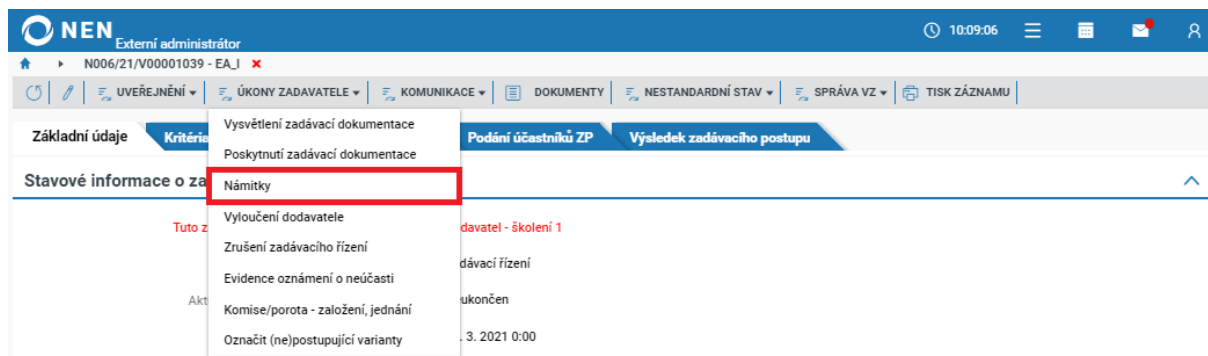 NEN Externí administrátor 10:09:06
N006/21/V00001039 - EA_I
UVEŘEJNĚNÍ ÚKONY ZADAVATELE KOMUNIKACE DOKUMENTY NESTANDARDNÍ STAV SPRÁVA VZ TISK ZÁZNAMU
Základní údaje Kritéria Podání účastníků ZP Výsledek zadávacího postupu
Stavové informace o za
Vysvětlení zadávací dokumentace
Poskytnutí zadávací dokumentace
Námitky
Vyloučení dodavatele
Zrušení zadávacího řízení
Evidence oznámení o neúčasti
Komise/porota - založení, jednání
Označit (ne)postupující varianty
Tuto z davatel - školení 1
dávací řízení
Akt ukončen
. 3. 2021 0:00